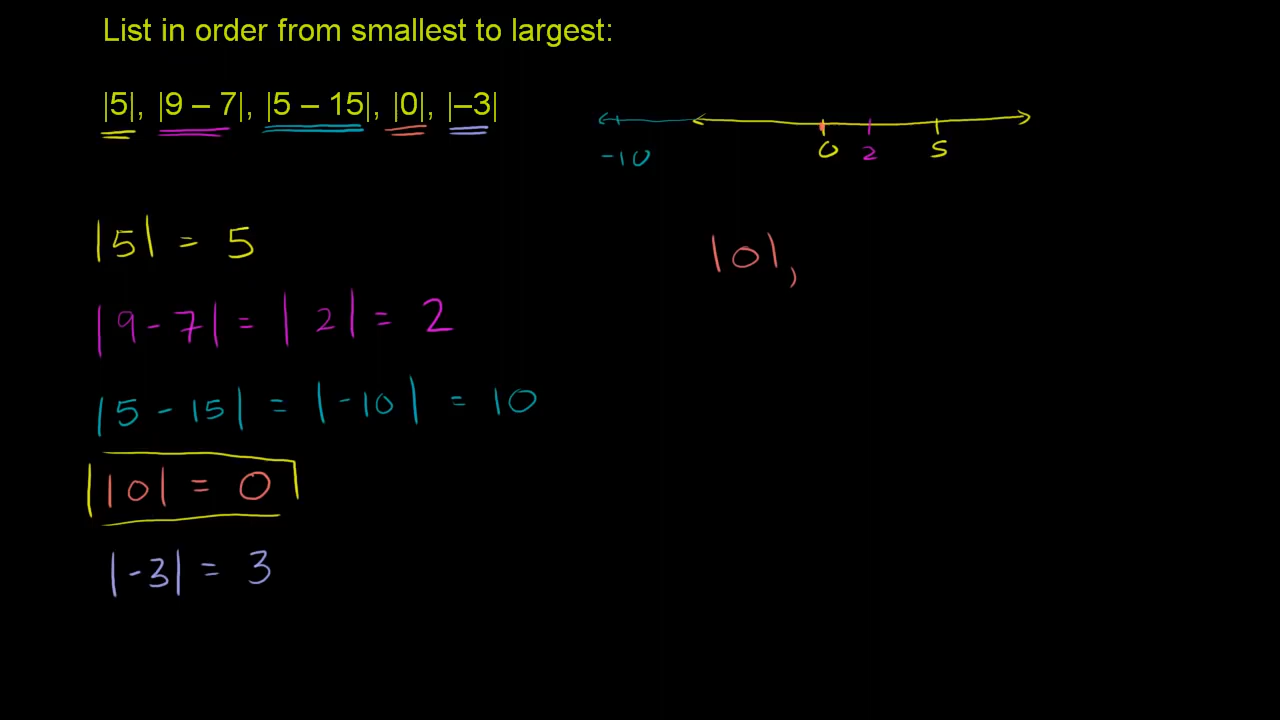 List in order from smallest to largest:
|5|, |9 – 7|, |5 – 15|, |0|, |–3|
-10 0 2 5
|5| = 5
|0|,
|9 - 7| = |2| = 2
|5 - 15| = |-10| = 10
|0| = 0
|-3| = 3